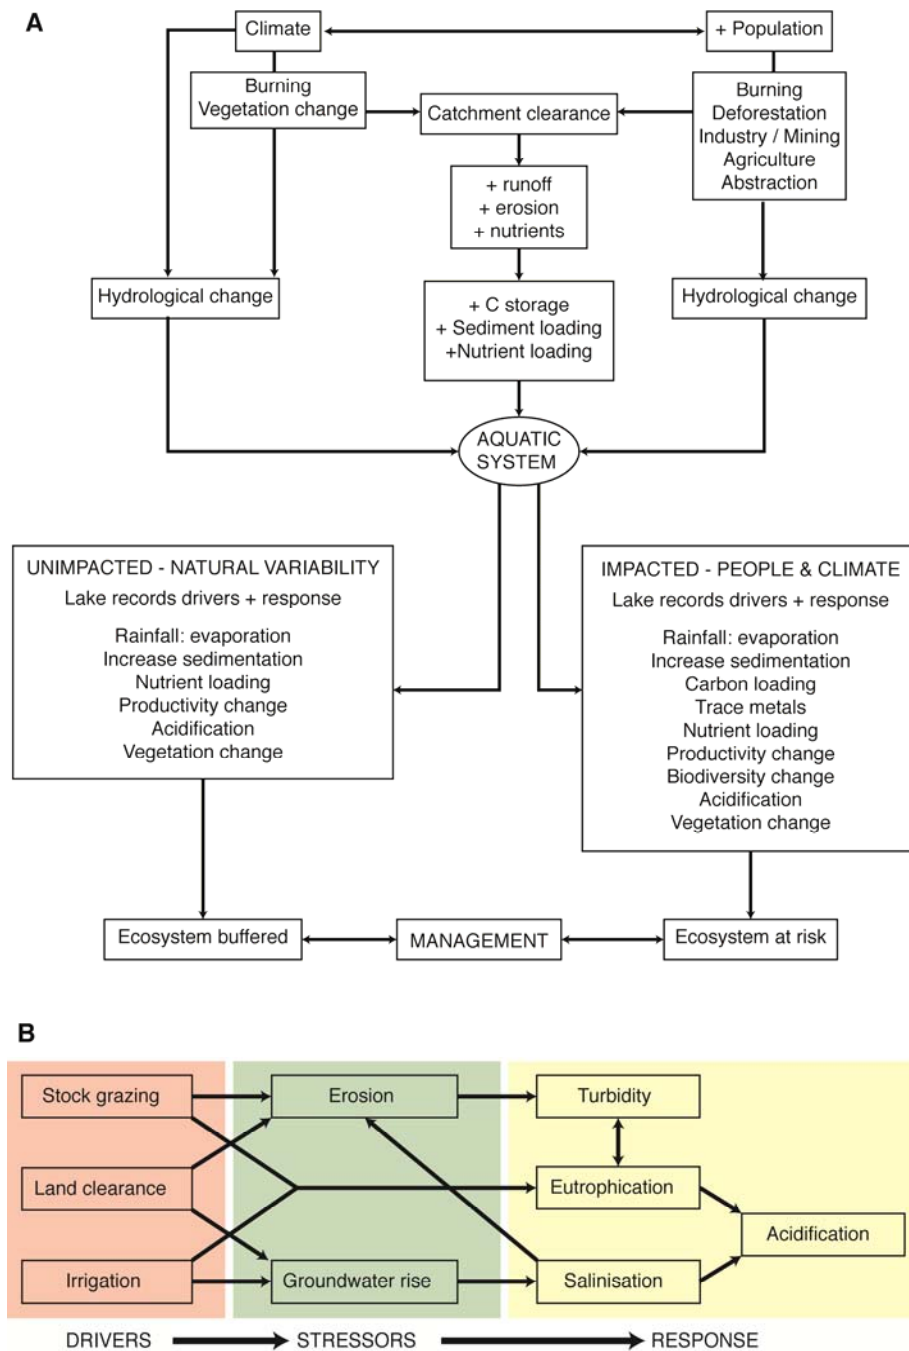 A
Climate
+ Population
Burning
Vegetation change
Catchment clearance
Burning
Deforestation
Industry / Mining
Agriculture
Abstraction
+ runoff
+ erosion
+ nutrients
Hydrological change
+ C storage
+ Sediment loading
+Nutrient loading
Hydrological change
AQUATIC
SYSTEM
UNIMPACTED - NATURAL VARIABILITY
Lake records drivers + response
Rainfall: evaporation
Increase sedimentation
Nutrient loading
Productivity change
Acidification
Vegetation change
IMPACTED - PEOPLE & CLIMATE
Lake records drivers + response
Rainfall: evaporation
Increase sedimentation
Carbon loading
Trace metals
Nutrient loading
Productivity change
Biodiversity change
Acidification
Vegetation change
Ecosystem buffered
MANAGEMENT
Ecosystem at risk
B
Stock grazing
Erosion
Turbidity
Land clearance
Eutrophication
Acidification
Irrigation
Groundwater rise
Salinisation
DRIVERS
STRESSORS
RESPONSE